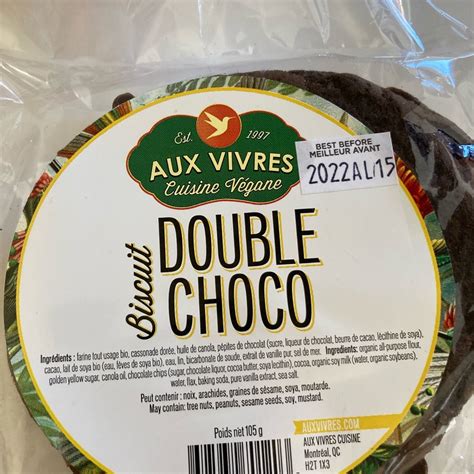 Est. 1997
AUX VIVRES
Cuisine Végane
BEST BEFORE
MEILLEUR AVANT
2022AL15
Biscuit
DOUBLE
CHOCO
Ingrédients : farine tout usage bio, cassonade dorée, huile de canola, pépites de chocolat (sucre, liqueur de chocolat, beurre de cacao, lécithine de soya),
cacao, lait de soya bio (eau, fèves de soya bio), eau, lin, bicarbonate de soude, extrait de vanille pur, sel de mer. Ingredients: organic all-purpose flour,
golden yellow sugar, canola oil, chocolate chips (sugar, chocolate liquor, cocoa butter, soya lecithin), cocoa, organic soy milk (water, organic soybeans),
water, flax, baking soda, pure vanilla extract, sea salt.
Peut contenir : noix, arachides, graines de sésame, soya, moutarde.
May contain: tree nuts, peanuts, sesame seeds, soy, mustard.
Poids net 105 g
AUXVIVRES.COM
AUX VIVRES CUISINE
Montréal, QC
H2T 1X3